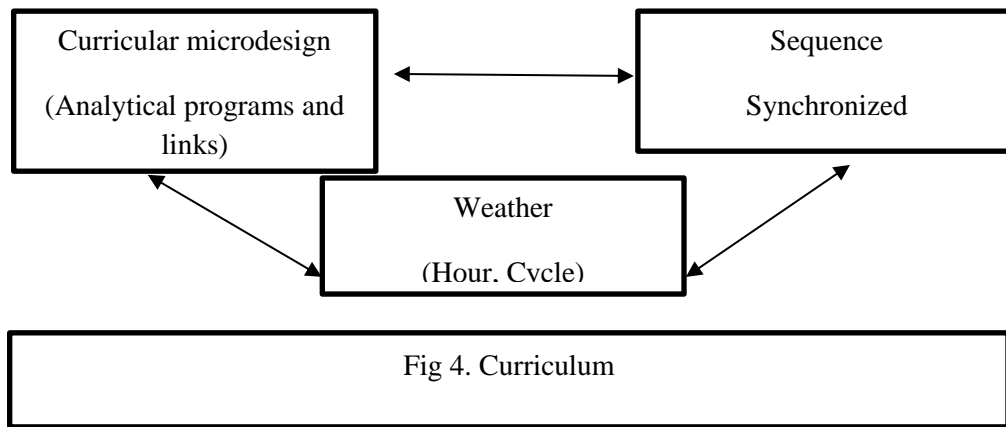 Curricular microdesign
(Analytical programs and
links)
Sequence
Synchronized
Weather
(Hour, Cycle)
Fig 4. Curriculum